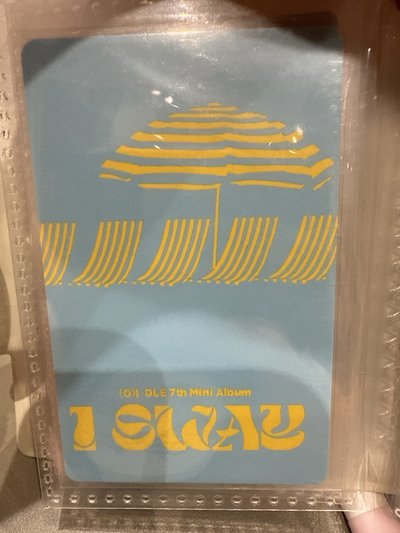 (G)I-DLE 7th Mini Album
I SWAY